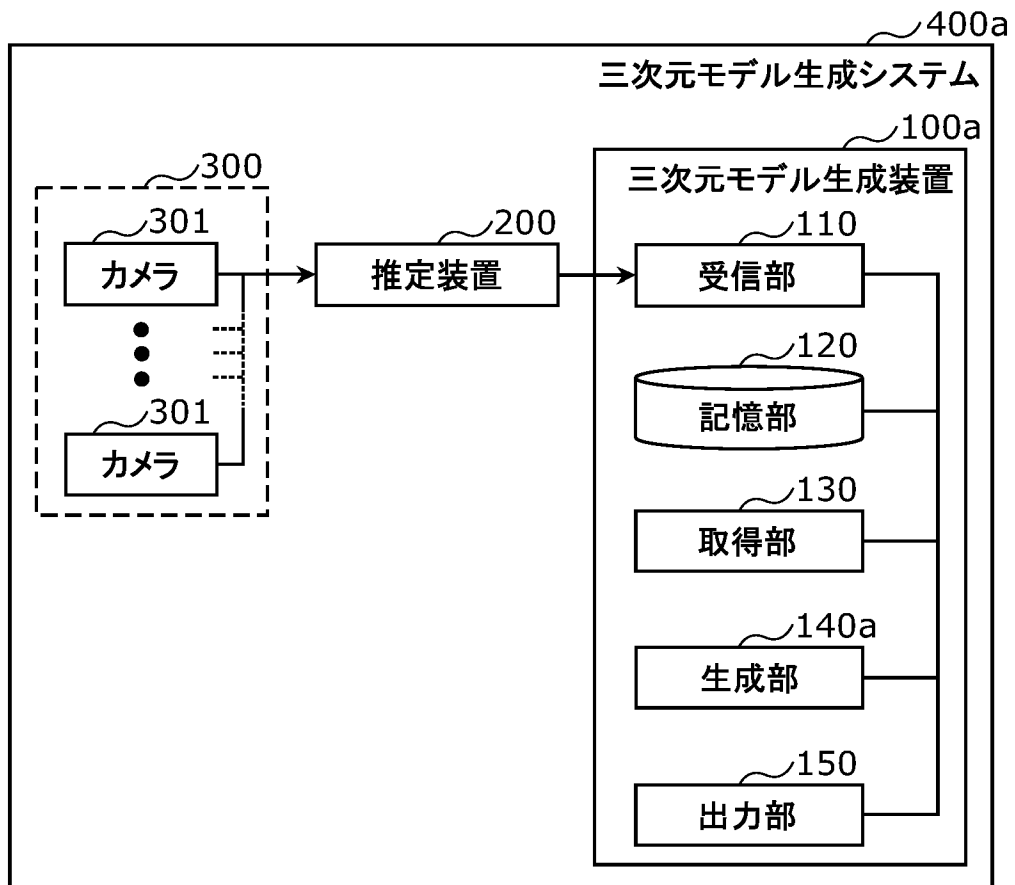 400a
三次元モデル生成システム
100a
三次元モデル生成装置
300
301
カメラ
200
推定装置
110
受信部
120
記憶部
301
カメラ
130
取得部
140a
生成部
150
出力部